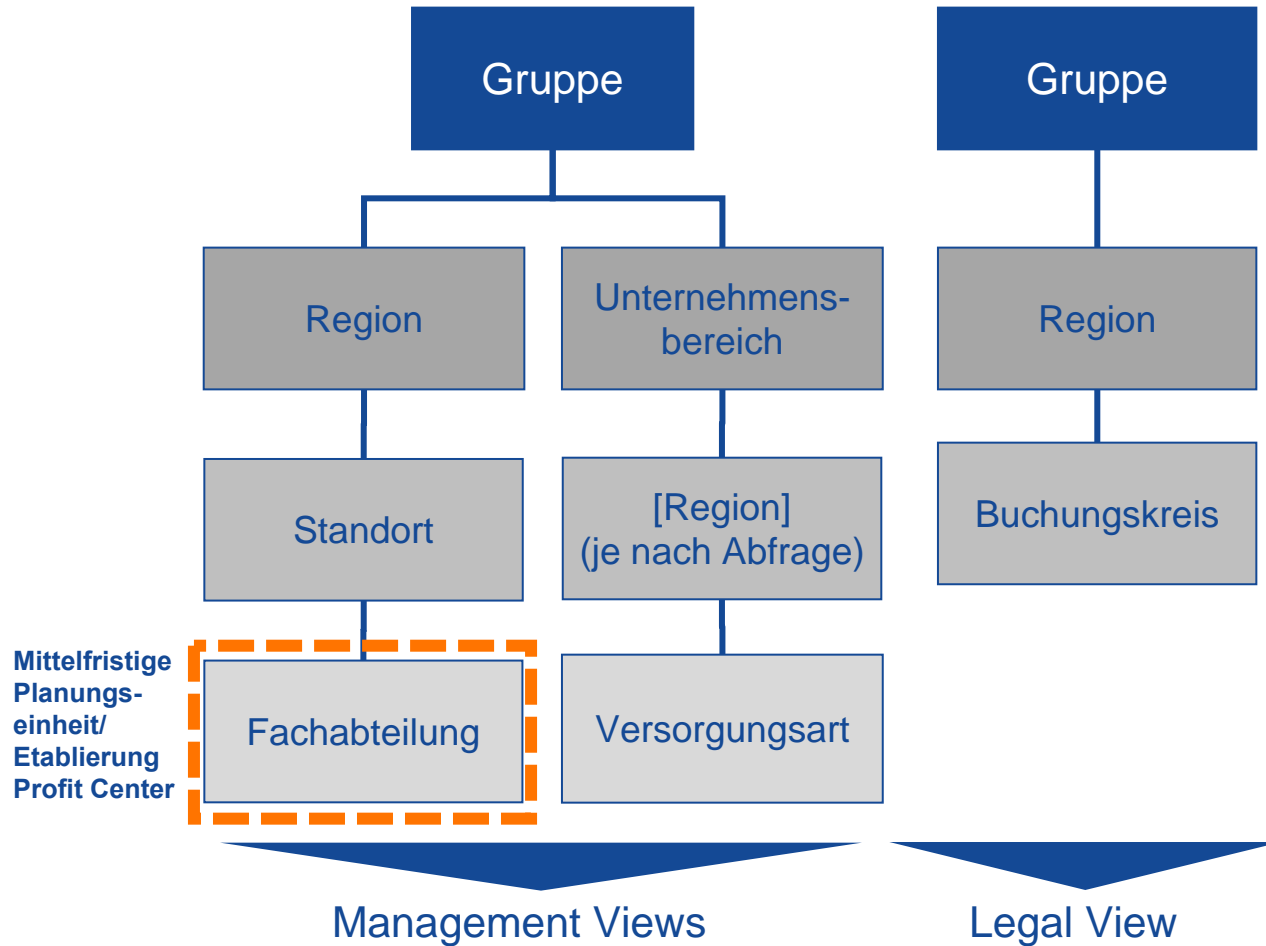 Gruppe
Gruppe
Region
Unternehmens-
bereich
Region
Standort
[Region]
(je nach Abfrage)
Buchungskreis
Mittelfristige
Planungs-
einheit/
Etablierung
Profit Center
Fachabteilung
Versorgungsart
Management Views
Legal View